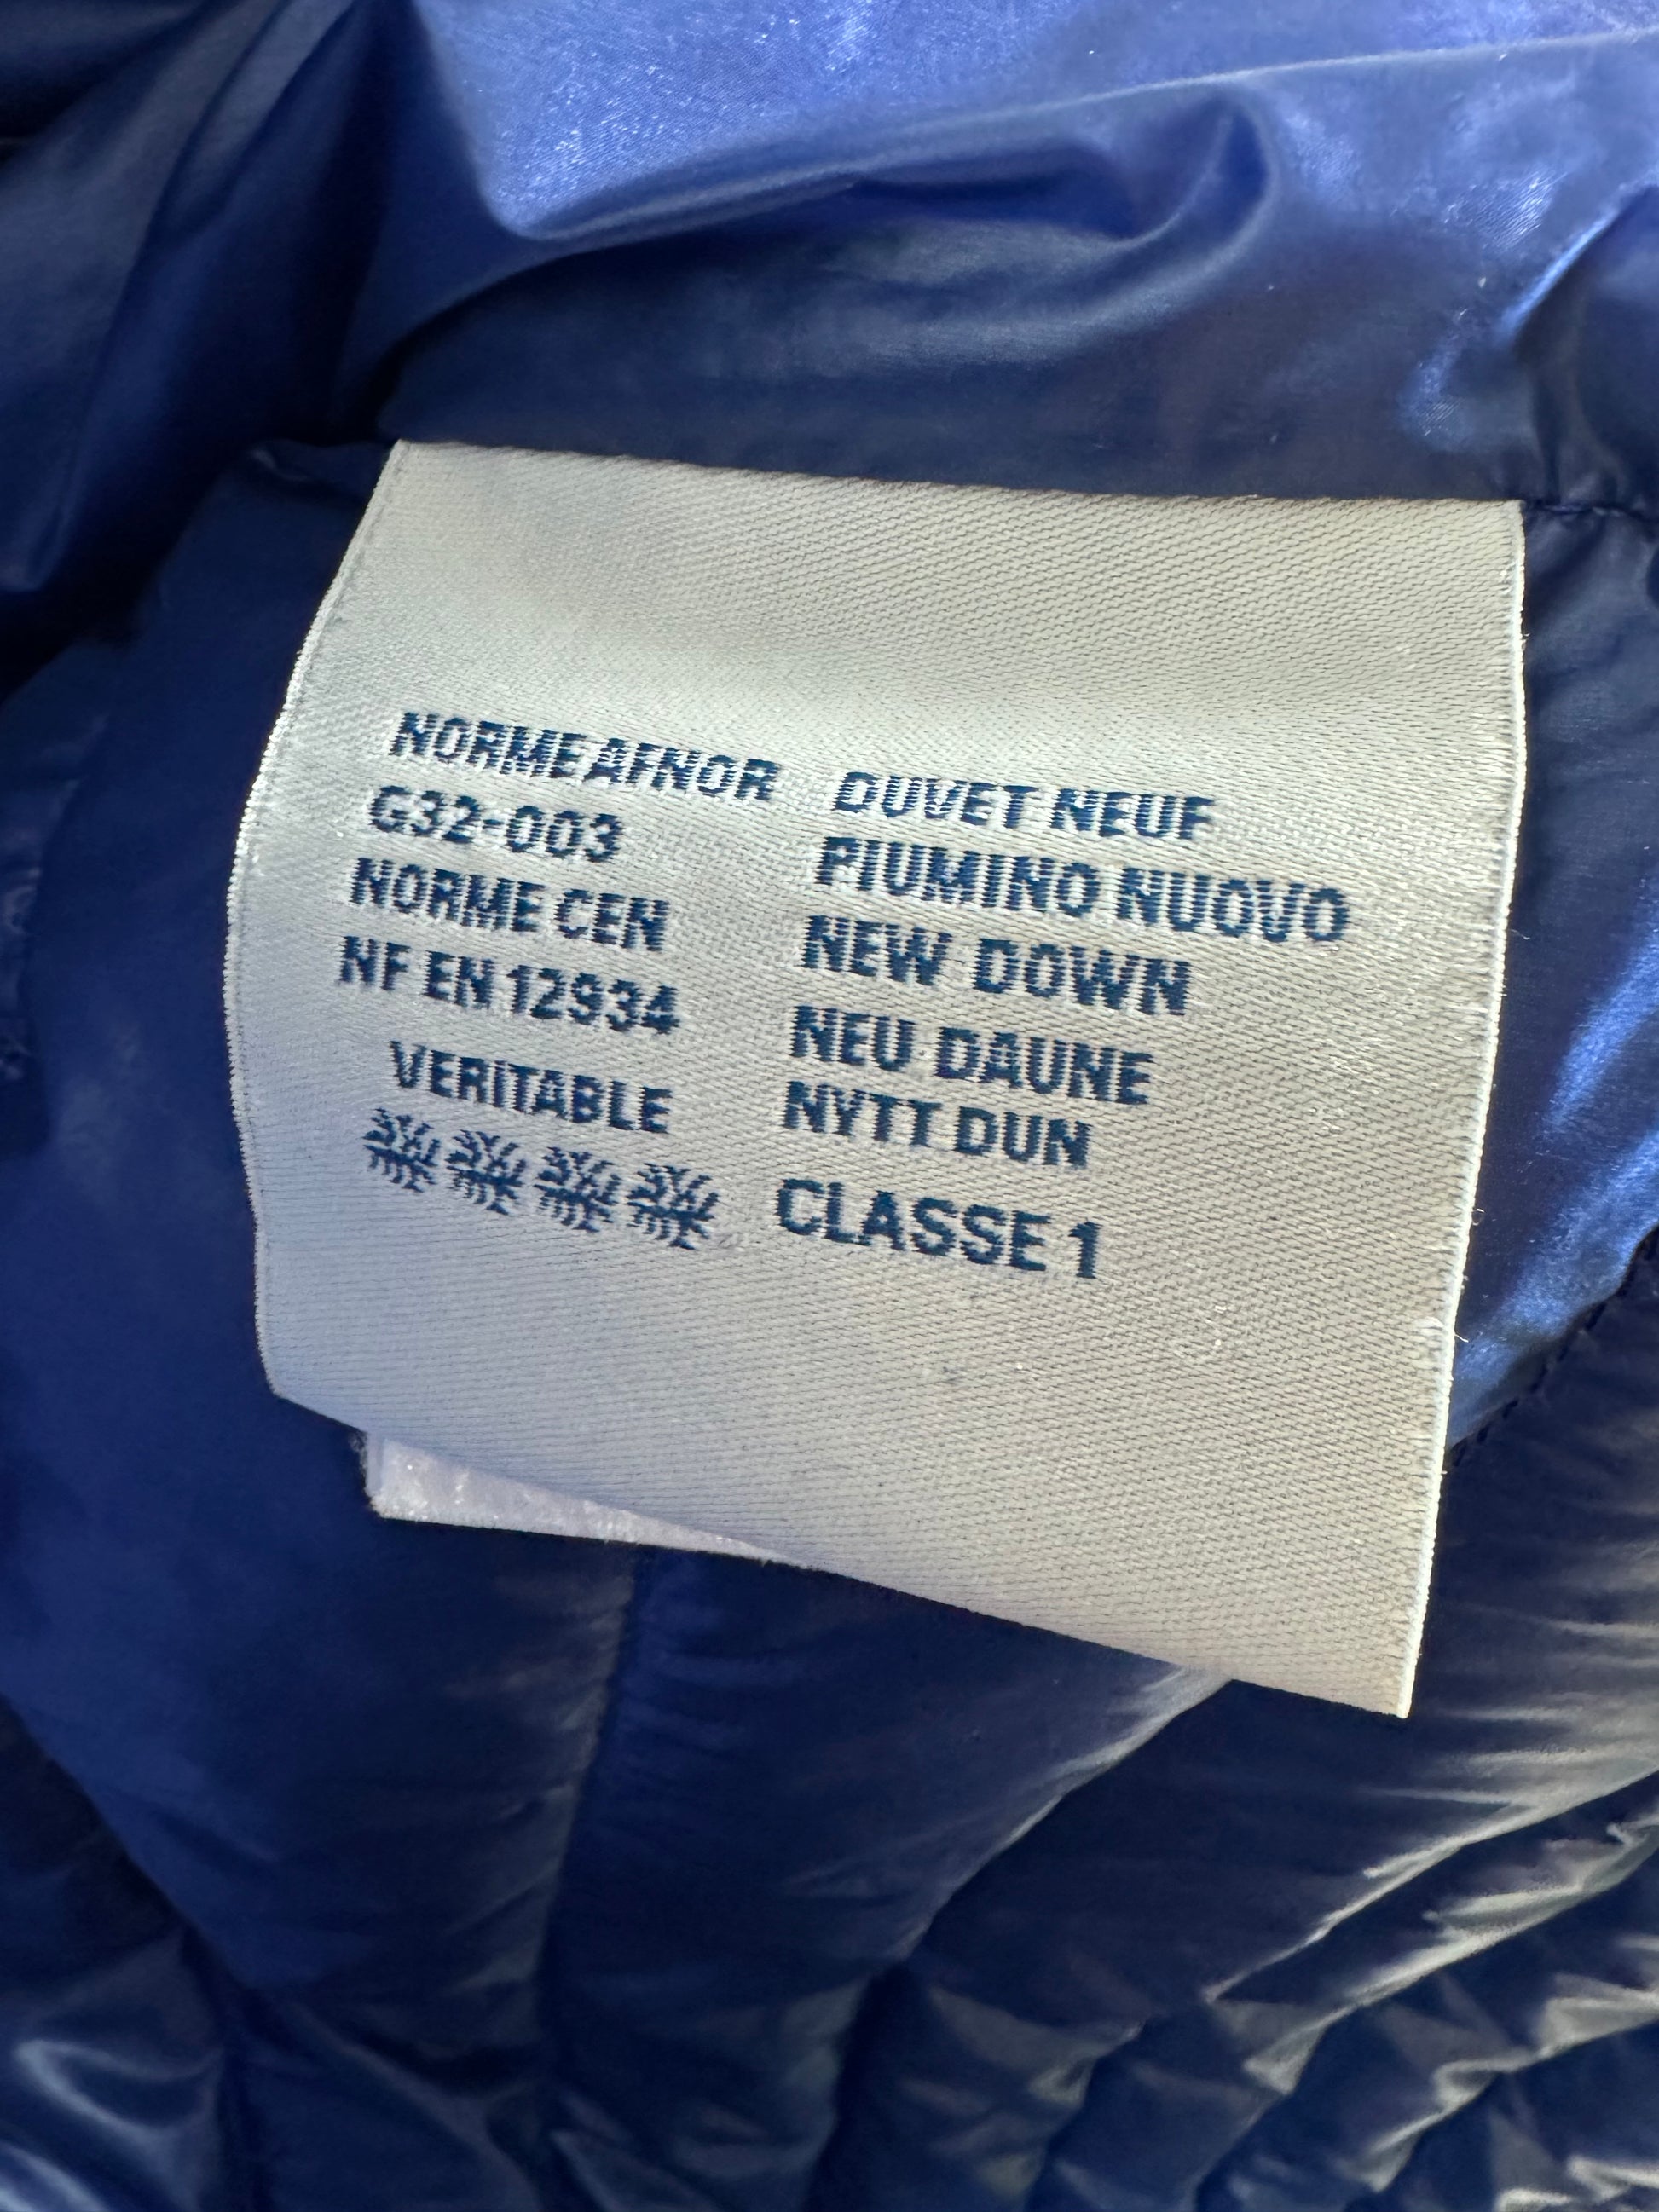 NORME AFNOR
G32-003
NORME CEN
NF EN 12934
VERITABLE
DUVET NEUF
PIUMINO NUOVO
NEW DOWN
NEU DAUNE
NYTT DUN
CLASSE 1